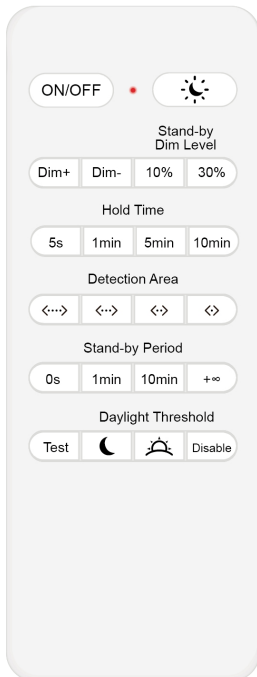 ON/OFF
Stand-by
Dim Level
Dim+ Dim- 10% 30%
Hold Time
5s 1min 5min 10min
Detection Area
Stand-by Period
0s 1min 10min +∞
Daylight Threshold
Test Disable